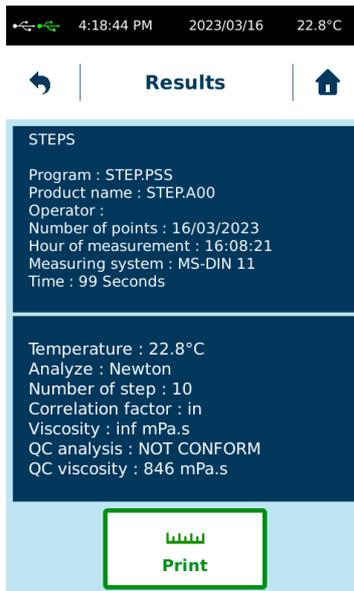 4:18:44 PM 2023/03/16 22.8°C
Results
STEPS
Program : STEP.PSS
Product name : STEP.A00
Operator :
Number of points : 16/03/2023
Hour of measurement : 16:08:21
Measuring system : MS-DIN 11
Time : 99 Seconds
Temperature : 22.8°C
Analyze : Newton
Number of step : 10
Correlation factor : in
Viscosity : inf mPa.s
QC analysis : NOT CONFORM
QC viscosity : 846 mPa.s
Print